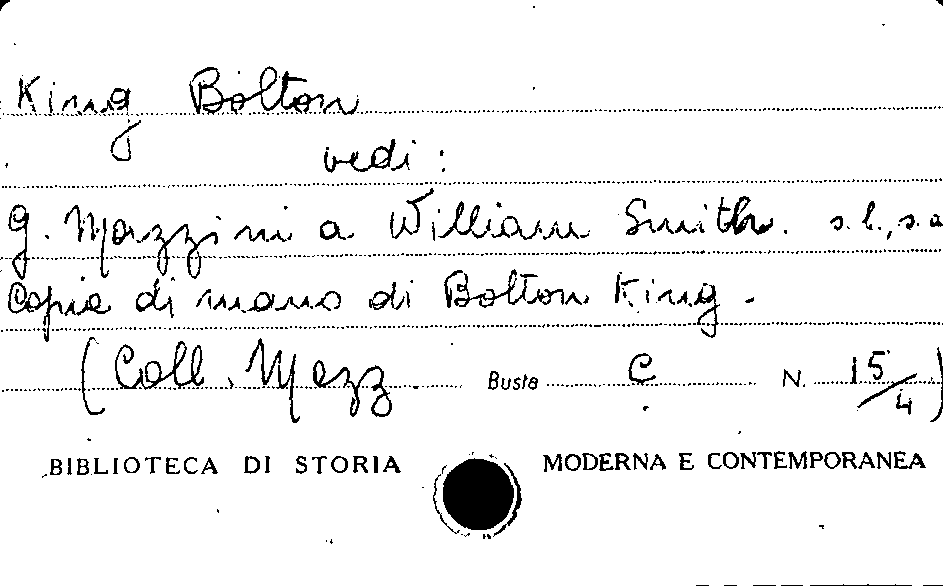 King Bolton
vedi:
G. Mazzini a William Smith. s.l., s.a
Copia di mano di Bolton King.
(Coll. Mazz. Busta C N. 15/4)
BIBLIOTECA DI STORIA MODERNA E CONTEMPORANEA